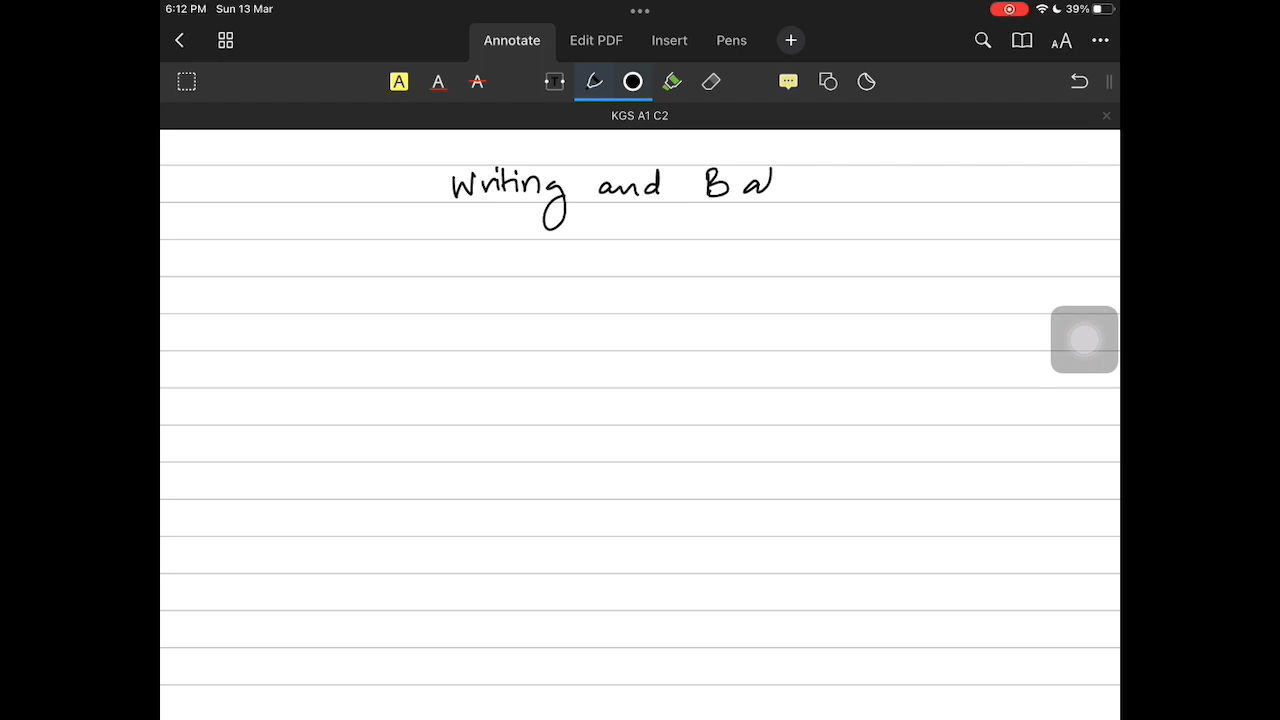 6:12 PM Sun 13 Mar 39%
Annotate Edit PDF Insert Pens
A A A T
KGS A1 C2
Writing and Ba